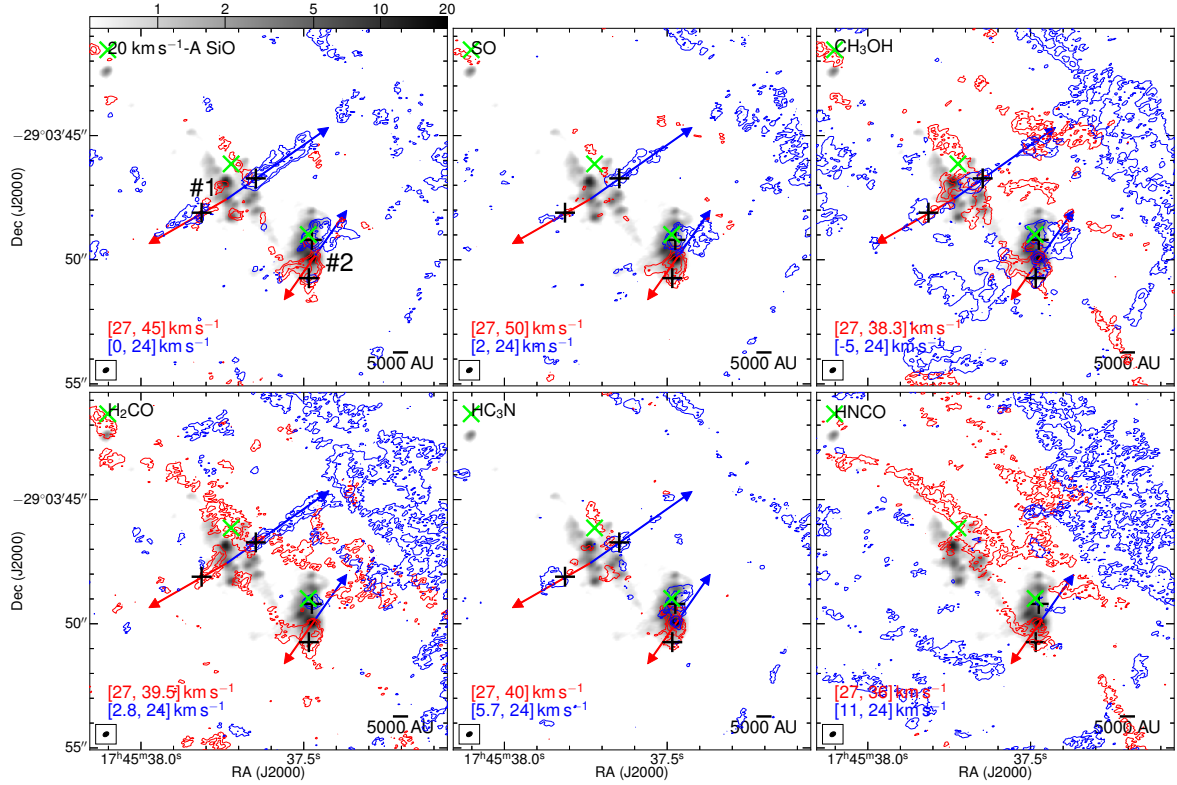 1 2 5 10 20
20 km s⁻¹-A SiO
SO
CH₃OH
−29°03′45″
#1
Dec (J2000)
50″
#2
[27, 45] km s⁻¹
[27, 50] km s⁻¹
[27, 38.3] km s⁻¹
[0, 24] km s⁻¹
[2, 24] km s⁻¹
[-5, 24] km s⁻¹
5000 AU
5000 AU
5000 AU
55″
H₂CO
HC₃N
HNCO
−29°03′45″
Dec (J2000)
50″
[27, 39.5] km s⁻¹
[27, 40] km s⁻¹
km s⁻¹
[2.8, 24] km s⁻¹
[5.7, 24] km s⁻¹
[11, 24] km s⁻¹
5000 AU
5000 AU
5000 AU
55″
17ʰ45ᵐ38.0ˢ 37.5ˢ
17ʰ45ᵐ38.0ˢ 37.5ˢ
17ʰ45ᵐ38.0ˢ 37.5ˢ
RA (J2000)
RA (J2000)
RA (J2000)